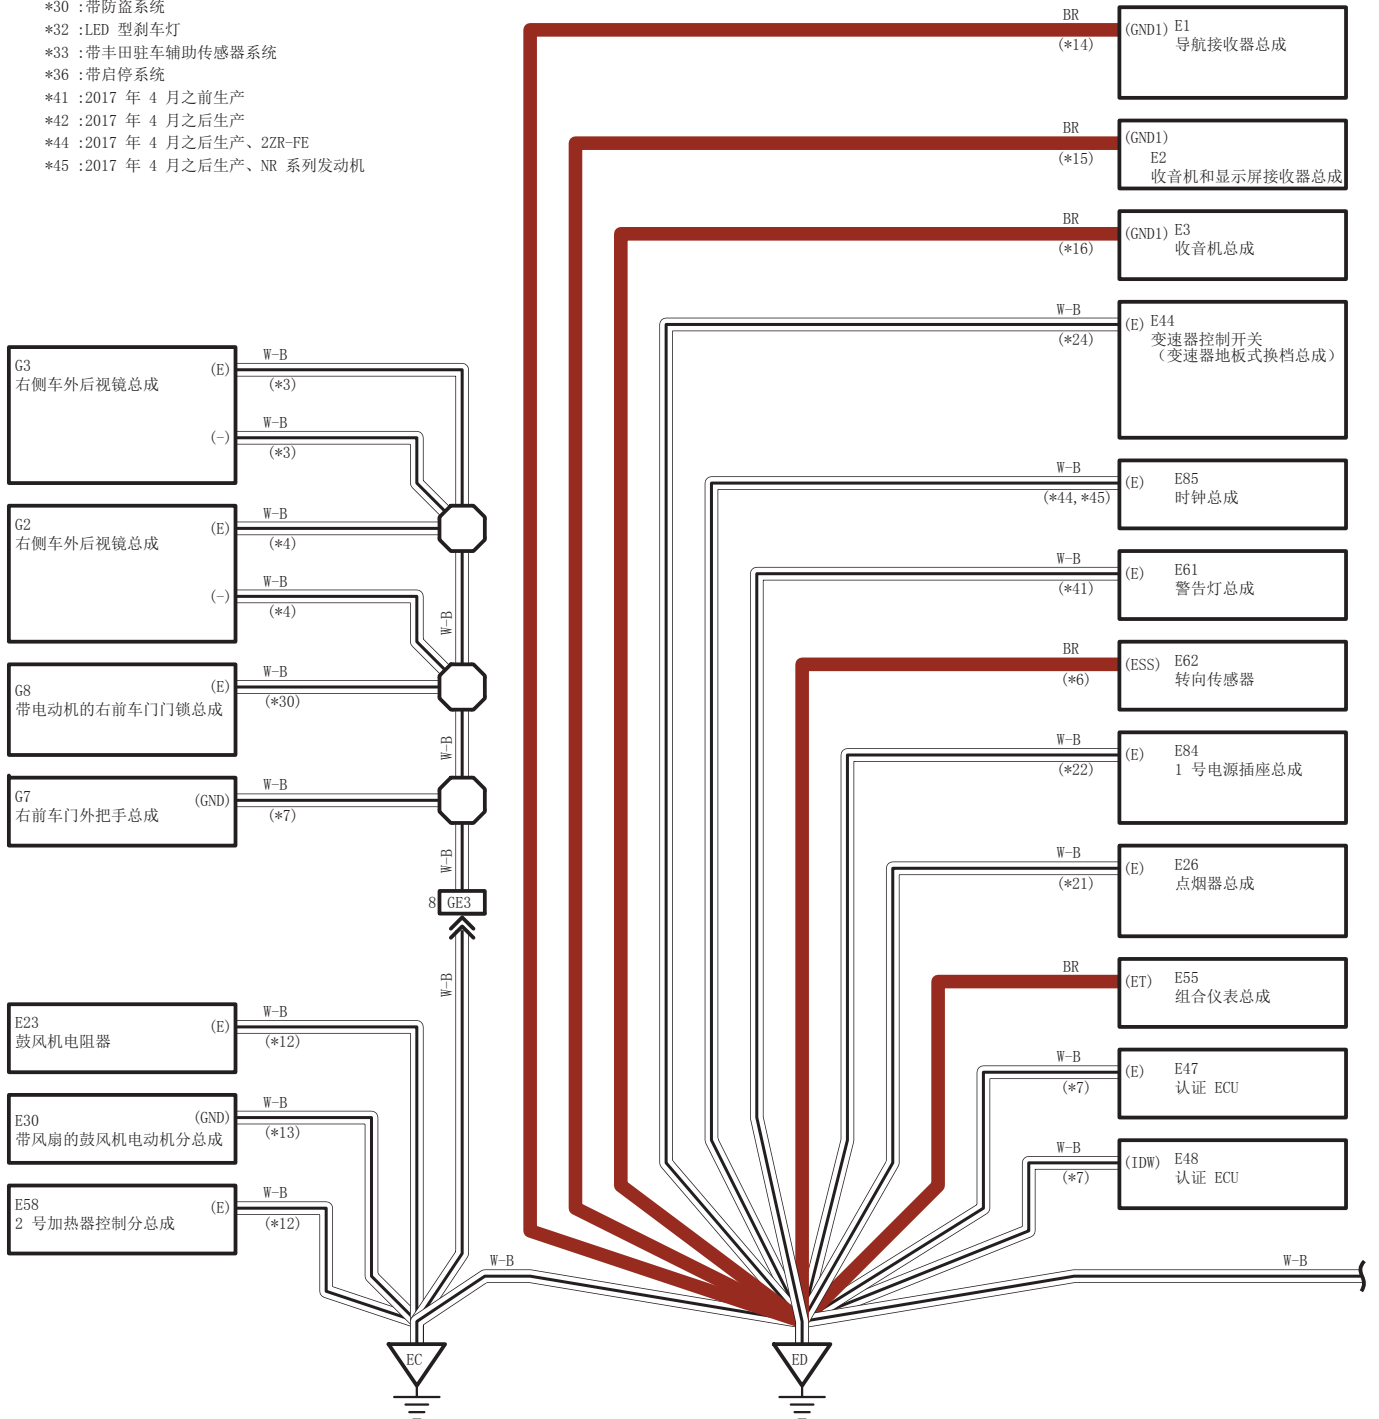 *30 :带防盗系统
*32 :LED 型刹车灯
*33 :带丰田驻车辅助传感器系统
*36 :带启停系统
*41 :2017 年 4 月之前生产
*42 :2017 年 4 月之后生产
*44 :2017 年 4 月之后生产、2ZR-FE
*45 :2017 年 4 月之后生产、NR 系列发动机
G3
右侧车外后视镜总成
(E)
W-B
(*3)
(-)
W-B
(*3)
G2
右侧车外后视镜总成
(E)
W-B
(*4)
(-)
W-B
(*4)
W-B
G8
带电动机的右前车门门锁总成
(E)
W-B
(*30)
W-B
G7
右前车门外把手总成
(GND)
W-B
(*7)
W-B
8
GE3
W-B
E23
鼓风机电阻器
(E)
W-B
(*12)
E30
带风扇的鼓风机电动机分总成
(GND)
W-B
(*13)
E58
2 号加热器控制分总成
(E)
W-B
(*12)
W-B
EC
BR
(*14)
(GND1)
E1
导航接收器总成
BR
(*15)
(GND1)
E2
收音机和显示屏接收器总成
BR
(*16)
(GND1)
E3
收音机总成
W-B
(*24)
(E)
E44
变速器控制开关
（变速器地板式换档总成）
W-B
(*44,*45)
(E)
E85
时钟总成
W-B
(*41)
(E)
E61
警告灯总成
BR
(*6)
(ESS)
E62
转向传感器
W-B
(*22)
(E)
E84
1 号电源插座总成
W-B
(*21)
(E)
E26
点烟器总成
BR
(ET)
E55
组合仪表总成
W-B
(*7)
(E)
E47
认证 ECU
W-B
(*7)
(IDW)
E48
认证 ECU
W-B
ED